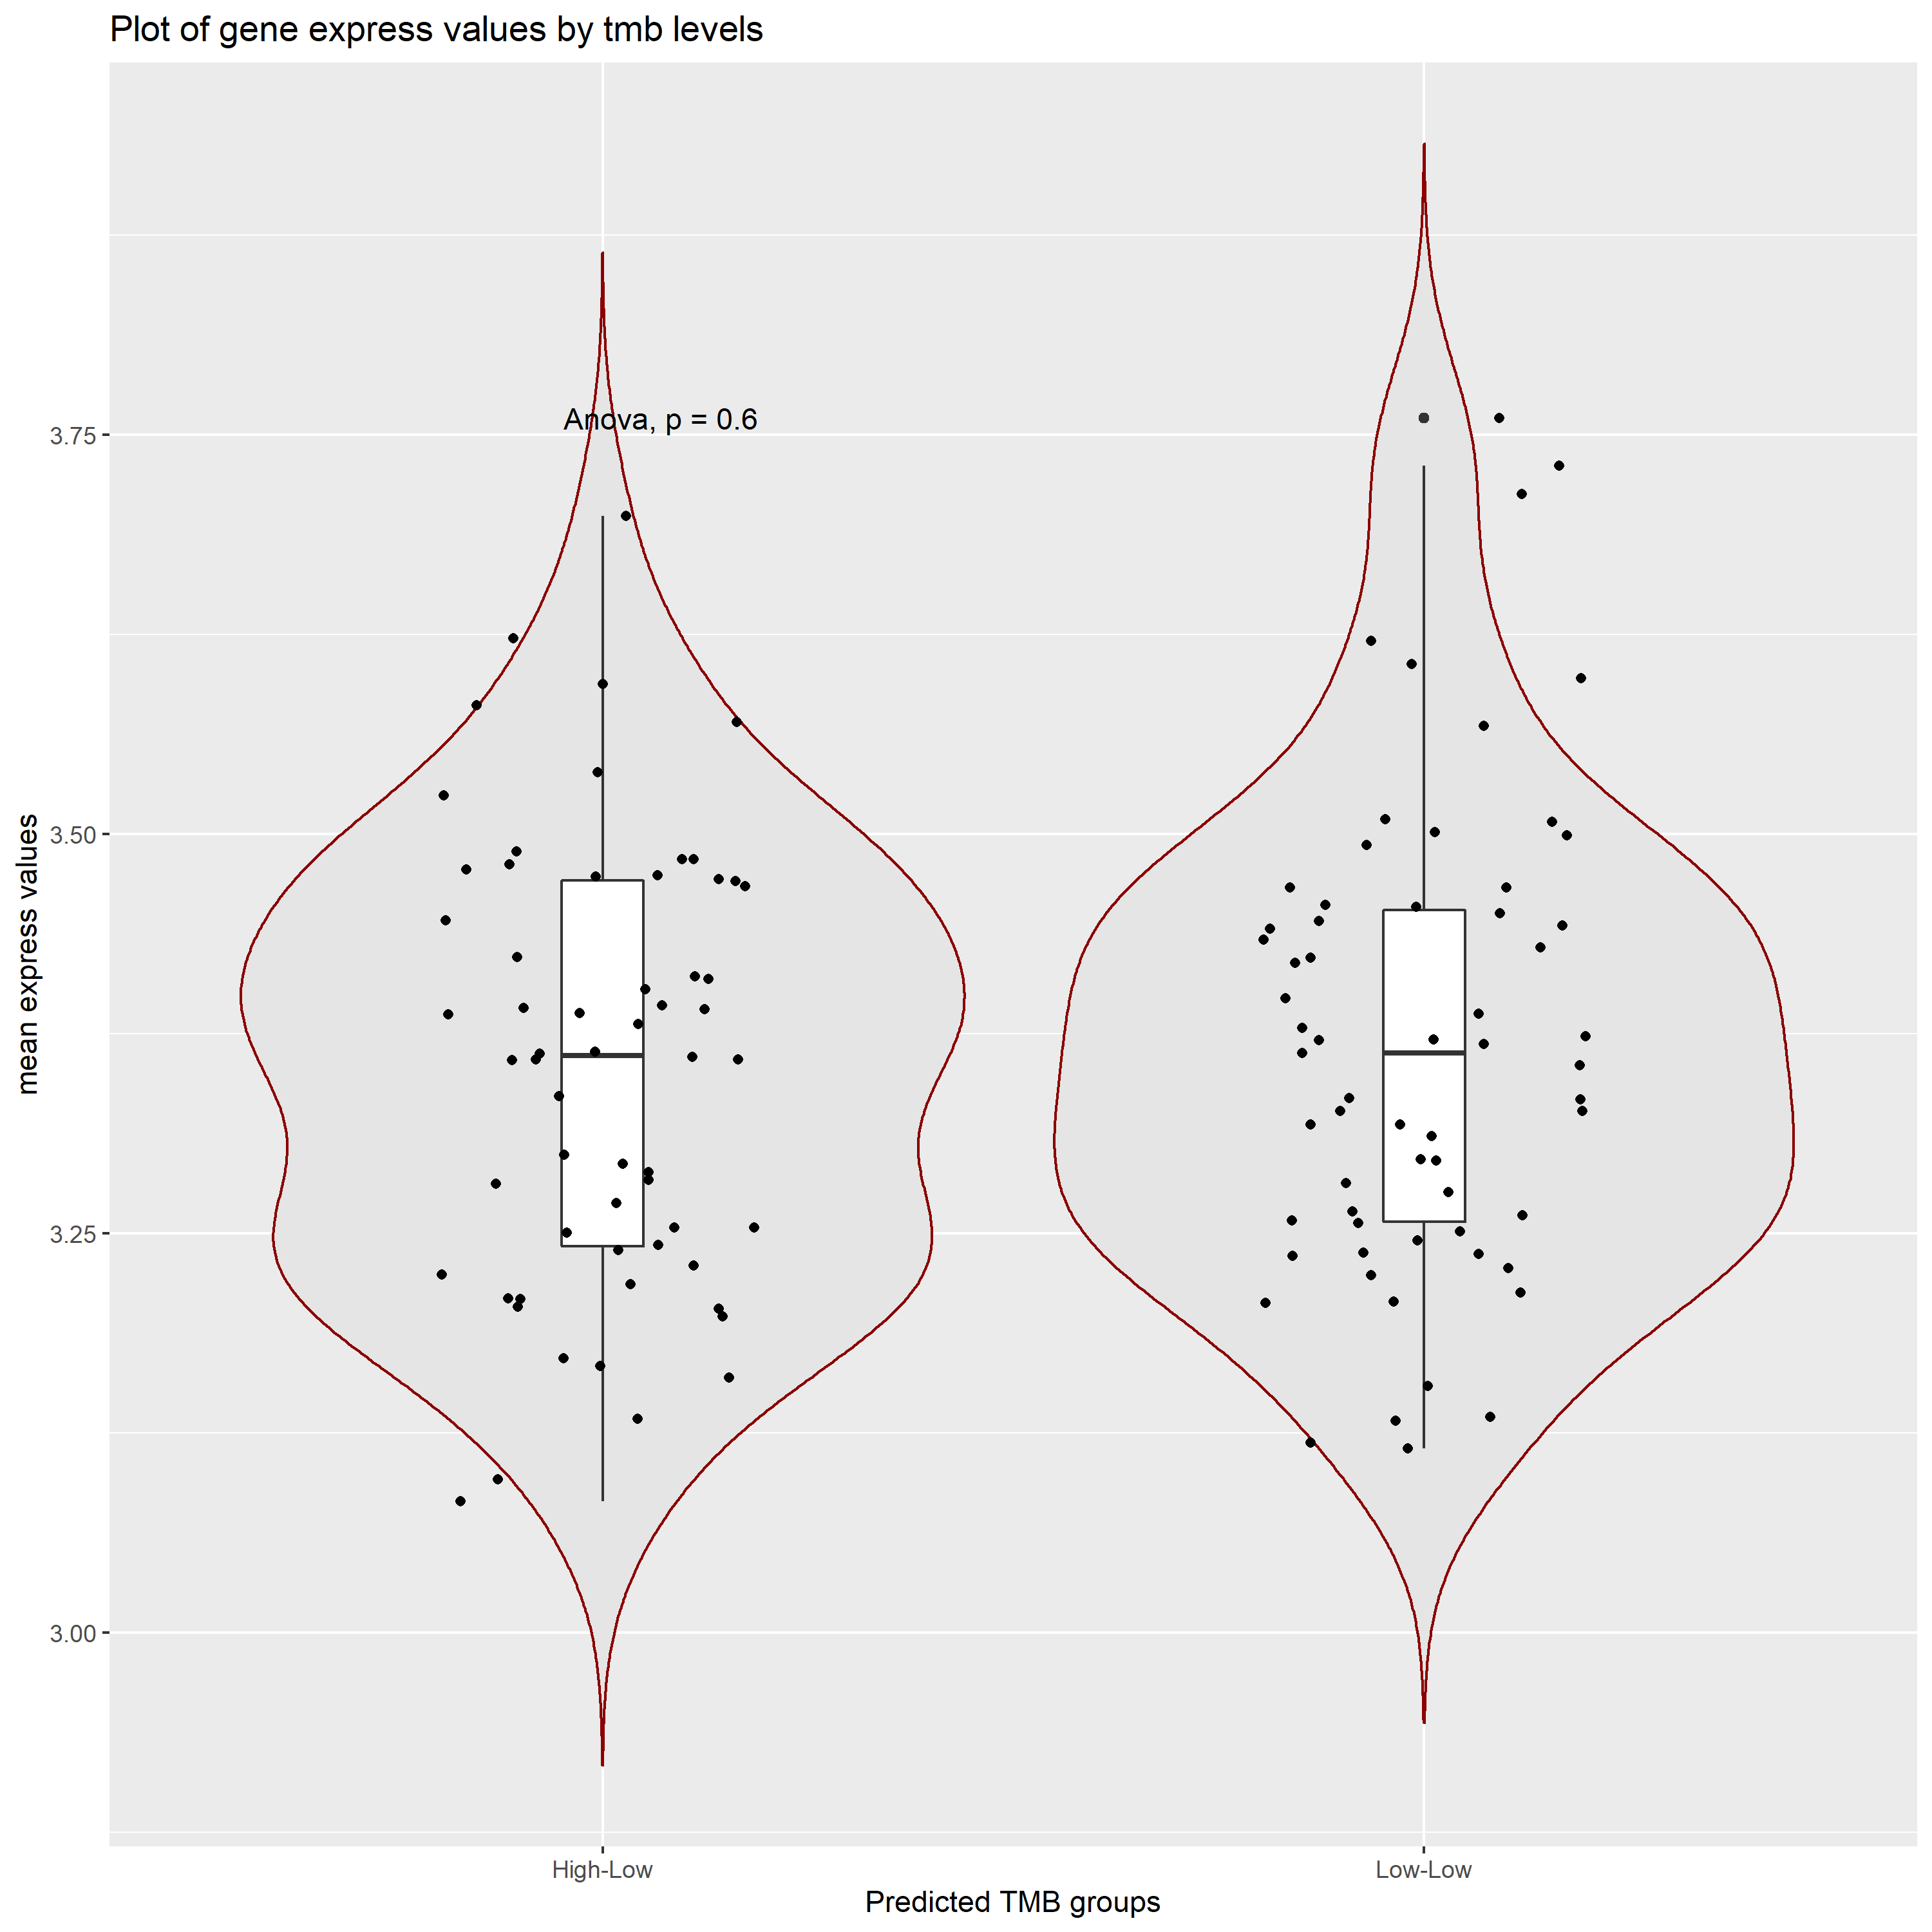 Plot of gene express values by tmb levels
Anova, p = 0.6
3.75
3.50
3.25
3.00
mean express values
High-Low
Low-Low
Predicted TMB groups